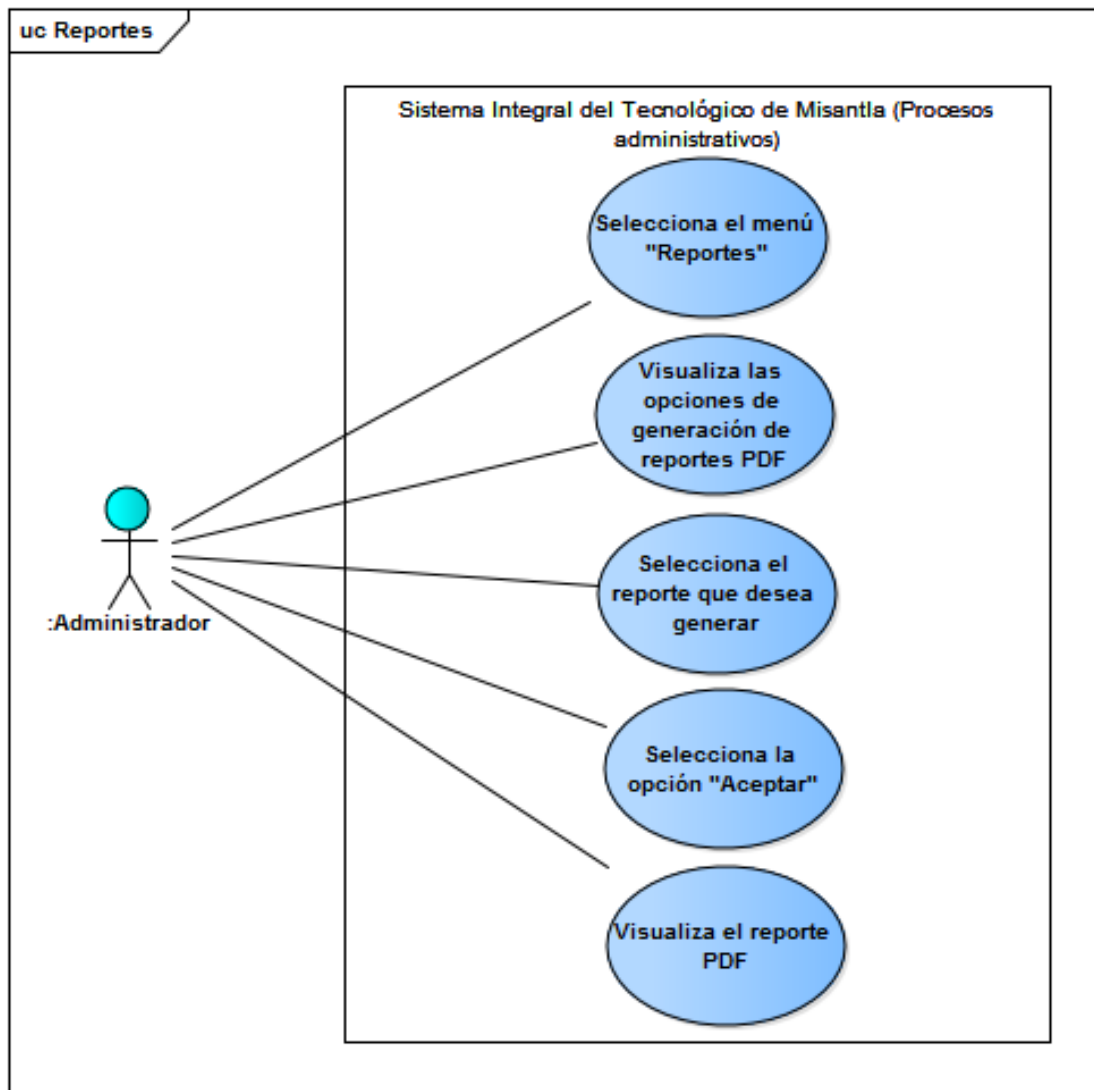 uc Reportes
Sistema Integral del Tecnológico de Misantla (Procesos
administrativos)
Selecciona el menú
"Reportes"
Visualiza las
opciones de
generación de
reportes PDF
Selecciona el
reporte que desea
generar
:Administrador
Selecciona la
opción "Aceptar"
Visualiza el reporte
PDF